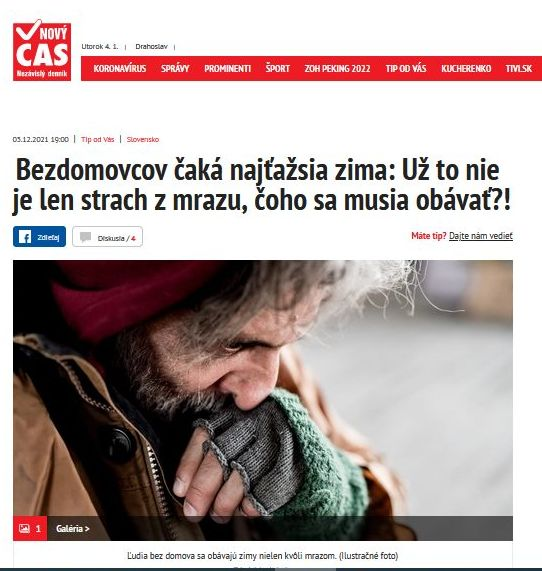 NOVÝ
ČAS
Nezávislý denník
Utorok 4. 1. | Drahoslav |
KORONAVÍRUS SPRÁVY PROMINENTI ŠPORT ZOH PEKING 2022 TIP OD VÁS KUCHERENKO TIVI.SK
03.12.2021 19:00 | Tip od Vás | Slovensko
Bezdomovcov čaká najťažsia zima: Už to nie
je len strach z mrazu, čoho sa musia obávať?!
Zdieľaj
Diskusia / 4
Máte tip? Dajte nám vedieť
1 Galéria >
Ľudia bez domova sa obávajú zimy nielen kvôli mrazom. (Ilustračné foto)